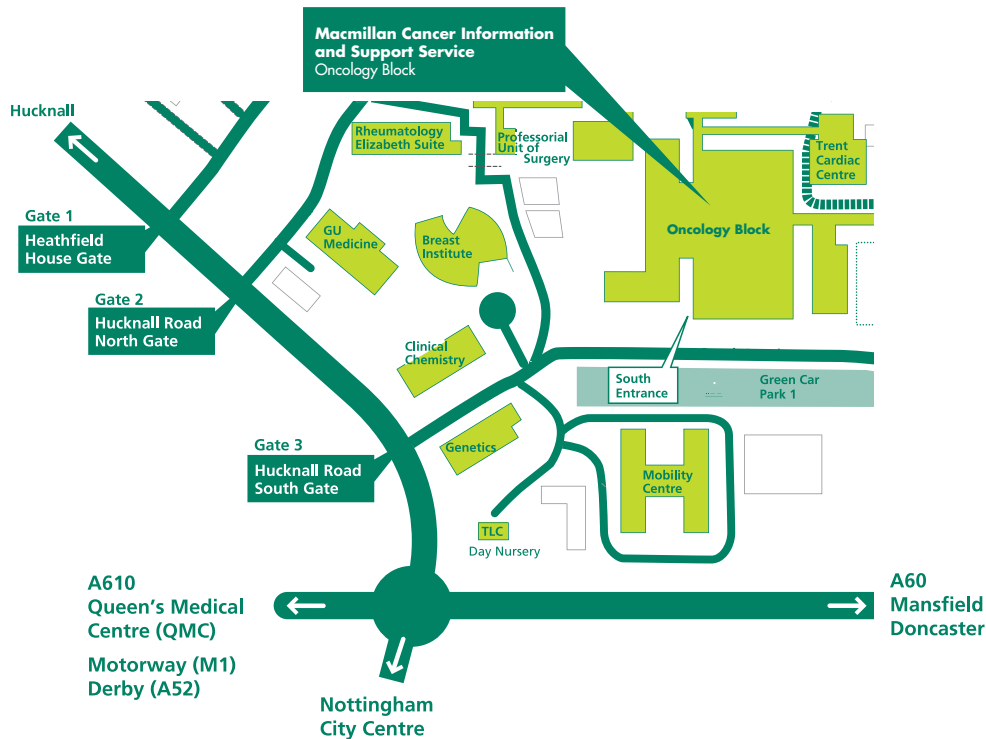 Macmillan Cancer Information
and Support Service
Oncology Block
Hucknall
Rheumatology
Elizabeth Suite
Professorial
Unit of
Surgery
Trent
Cardiac
Centre
Gate 1
Heathfield
House Gate
GU
Medicine
Breast
Institute
Oncology Block
Gate 2
Hucknall Road
North Gate
Clinical
Chemistry
South
Entrance
Green Car
Park 1
Gate 3
Hucknall Road
South Gate
Genetics
Mobility
Centre
TLC
Day Nursery
A610
Queen's Medical
Centre (QMC)
Motorway (M1)
Derby (A52)
A60
Mansfield
Doncaster
Nottingham
City Centre